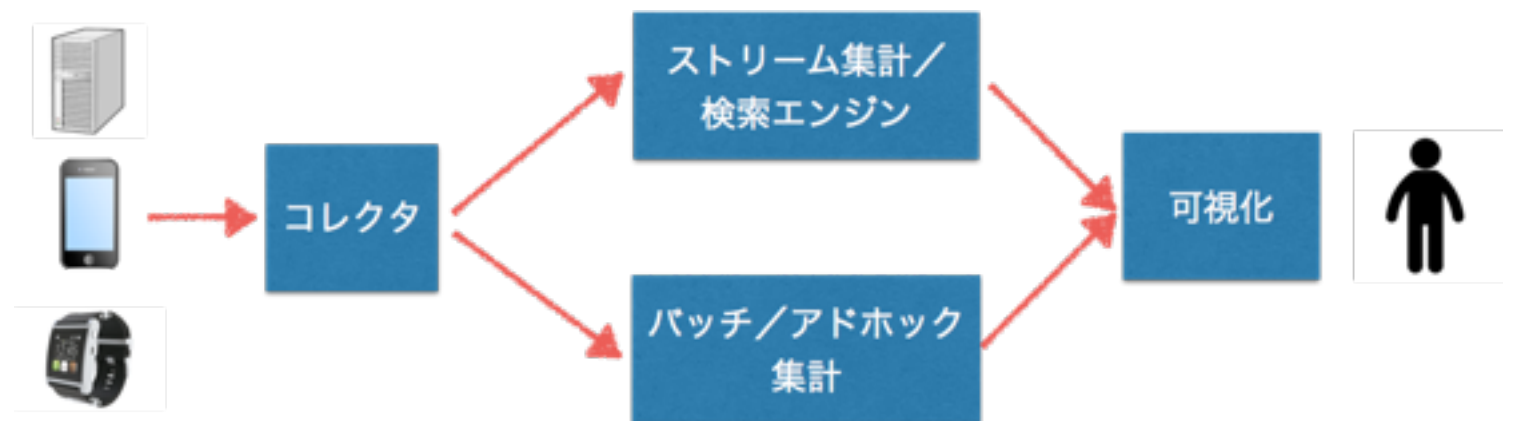 ストリーム集計／
検索エンジン
コレクタ
可視化
バッチ／アドホック
集計